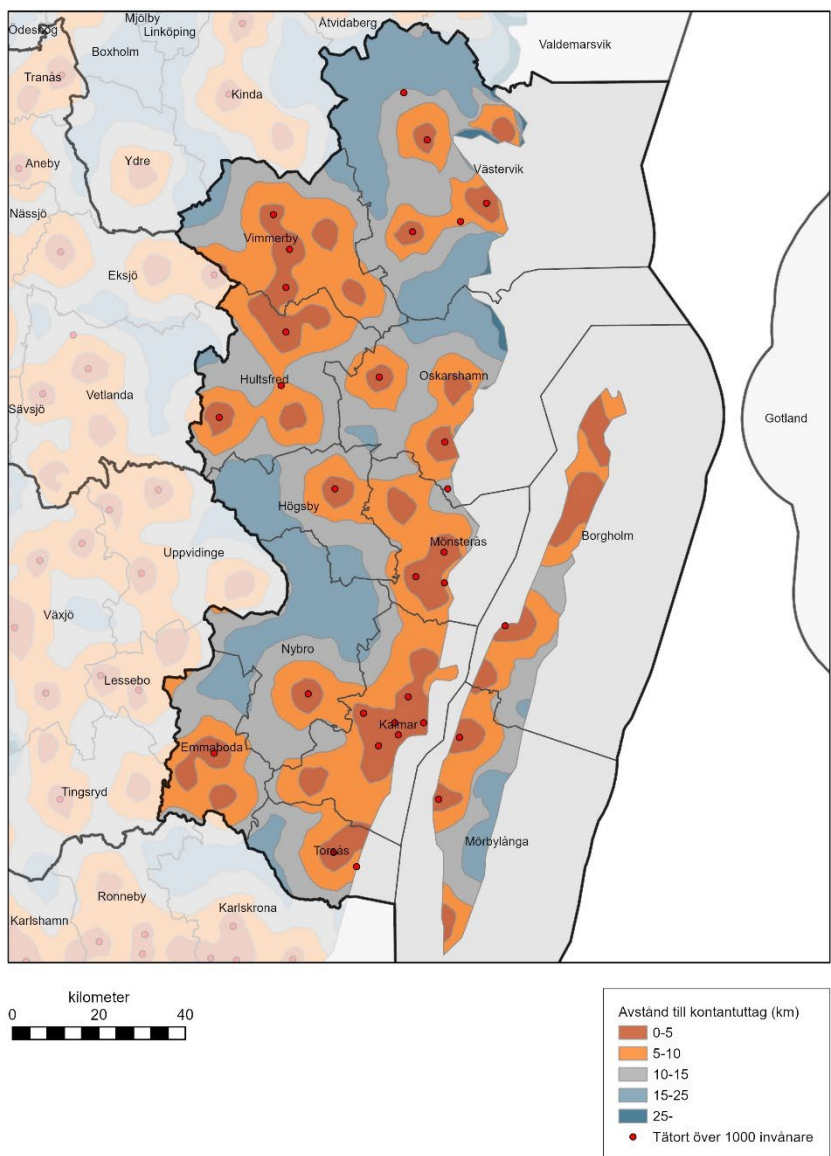 Ödeshög
Mjölby
Linköping
Åtvidaberg
Boxholm
Valdemarsvik
Tranås
Kinda
Aneby
Ydre
Västervik
Nässjö
Vimmerby
Eksjö
Oskarshamn
Hultsfred
Vetlanda
Sävsjö
Gotland
Högsby
Borgholm
Mönsterås
Uppvidinge
Växjö
Nybro
Lessebo
Kalmar
Emmaboda
Tingsryd
Mörbylånga
Torsås
Ronneby
Karlskrona
Karlshamn
kilometer
0 20 40
Avstånd till kontantuttag (km)
0-5
5-10
10-15
15-25
25-
Tätort över 1000 invånare